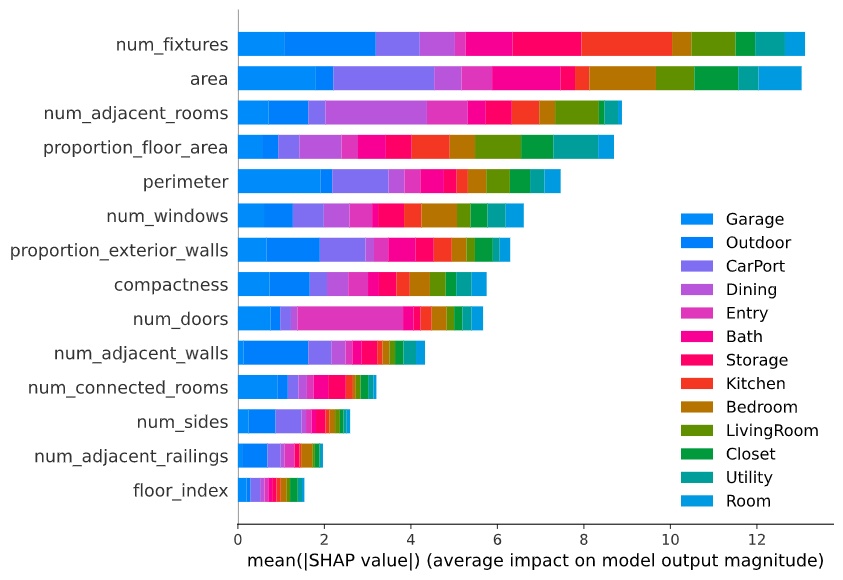 num_fixtures
area
num_adjacent_rooms
proportion_floor_area
perimeter
num_windows
proportion_exterior_walls
compactness
num_doors
num_adjacent_walls
num_connected_rooms
num_sides
num_adjacent_railings
floor_index
Garage
Outdoor
CarPort
Dining
Entry
Bath
Storage
Kitchen
Bedroom
LivingRoom
Closet
Utility
Room
0 2 4 6 8 10 12
mean(|SHAP value|) (average impact on model output magnitude)